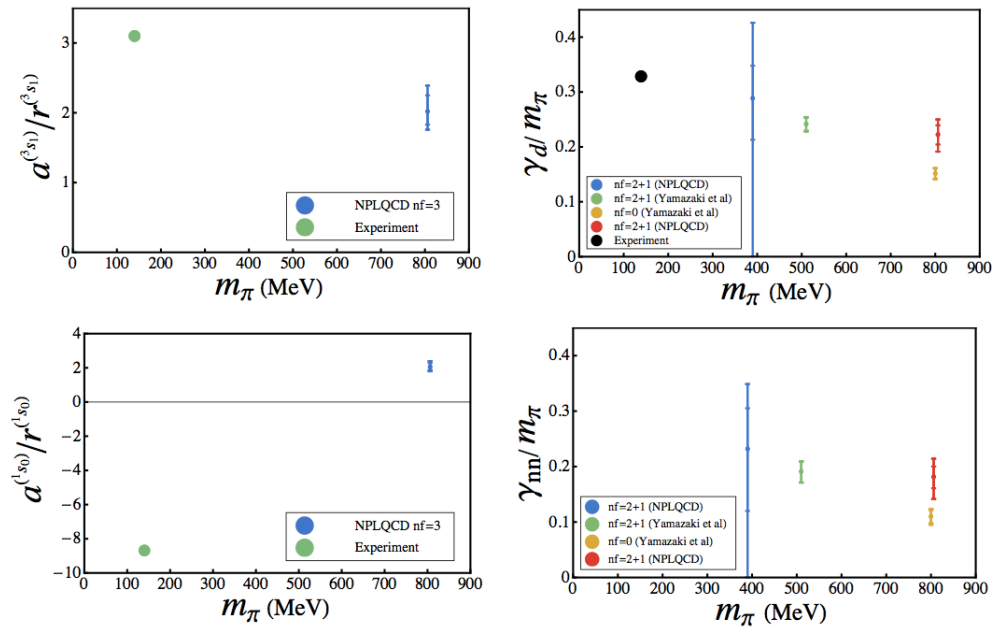 a^(³s₁)/r^(³s₁)
3
2
1
0
0 100 200 300 400 500 600 700 800 900
m_π (MeV)
NPLQCD nf=3
Experiment
γ_d/m_π
0.4
0.3
0.2
0.1
0
0 100 200 300 400 500 600 700 800 900
m_π (MeV)
nf=2+1 (NPLQCD)
nf=2+1 (Yamazaki et al)
nf=0 (Yamazaki et al)
nf=2+1 (NPLQCD)
Experiment
a^(¹s₀)/r^(¹s₀)
4
2
0
−2
−4
−6
−8
−10
0 100 200 300 400 500 600 700 800 900
m_π (MeV)
NPLQCD nf=3
Experiment
γ_nn/m_π
0.4
0.3
0.2
0.1
0
0 100 200 300 400 500 600 700 800 900
m_π (MeV)
nf=2+1 (NPLQCD)
nf=2+1 (Yamazaki et al)
nf=0 (Yamazaki et al)
nf=2+1 (NPLQCD)